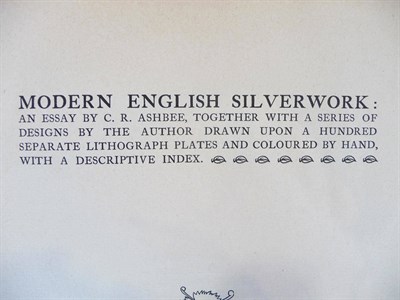 MODERN ENGLISH SILVERWORK:
AN ESSAY BY C. R. ASHBEE, TOGETHER WITH A SERIES OF
DESIGNS BY THE AUTHOR DRAWN UPON A HUNDRED
SEPARATE LITHOGRAPH PLATES AND COLOURED BY HAND,
WITH A DESCRIPTIVE INDEX.